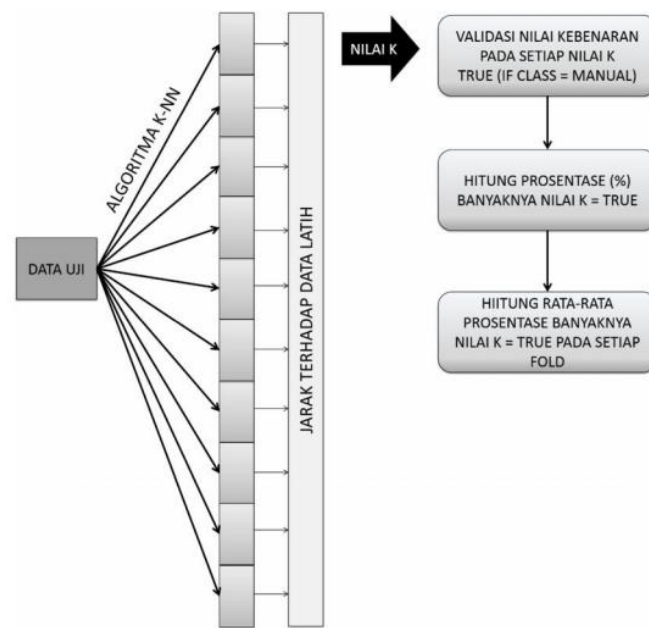 DATA UJI
ALGORITMA K-NN
JARAK TERHADAP DATA LATIH
NILAI K
VALIDASI NILAI KEBENARAN
PADA SETIAP NILAI K
TRUE (IF CLASS = MANUAL)
HITUNG PROSENTASE (%)
BANYAKNYA NILAI K = TRUE
HIITUNG RATA-RATA
PROSENTASE BANYAKNYA
NILAI K = TRUE PADA SETIAP
FOLD